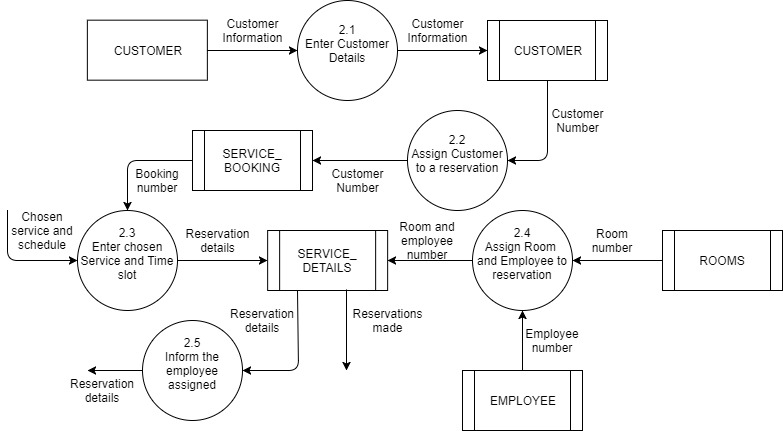 CUSTOMER
Customer
Information
2.1
Enter Customer
Details
Customer
Information
CUSTOMER
Customer
Number
2.2
Assign Customer
to a reservation
Customer
Number
SERVICE_
BOOKING
Booking
number
Chosen
service and
schedule
2.3
Enter chosen
Service and Time
slot
Reservation
details
SERVICE_
DETAILS
Room and
employee
number
2.4
Assign Room
and Employee to
reservation
Room
number
ROOMS
Employee
number
EMPLOYEE
Reservation
details
Reservations
made
2.5
Inform the
employee
assigned
Reservation
details